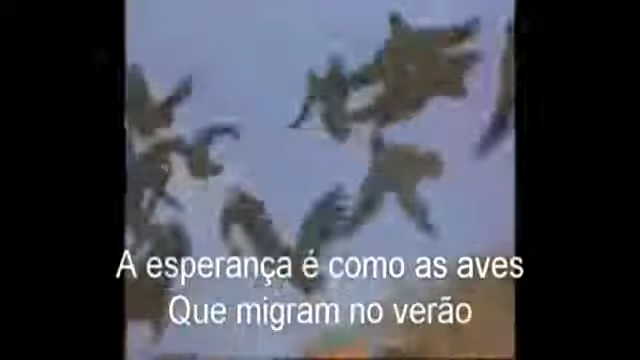 A esperança é como as aves
Que migram no verão